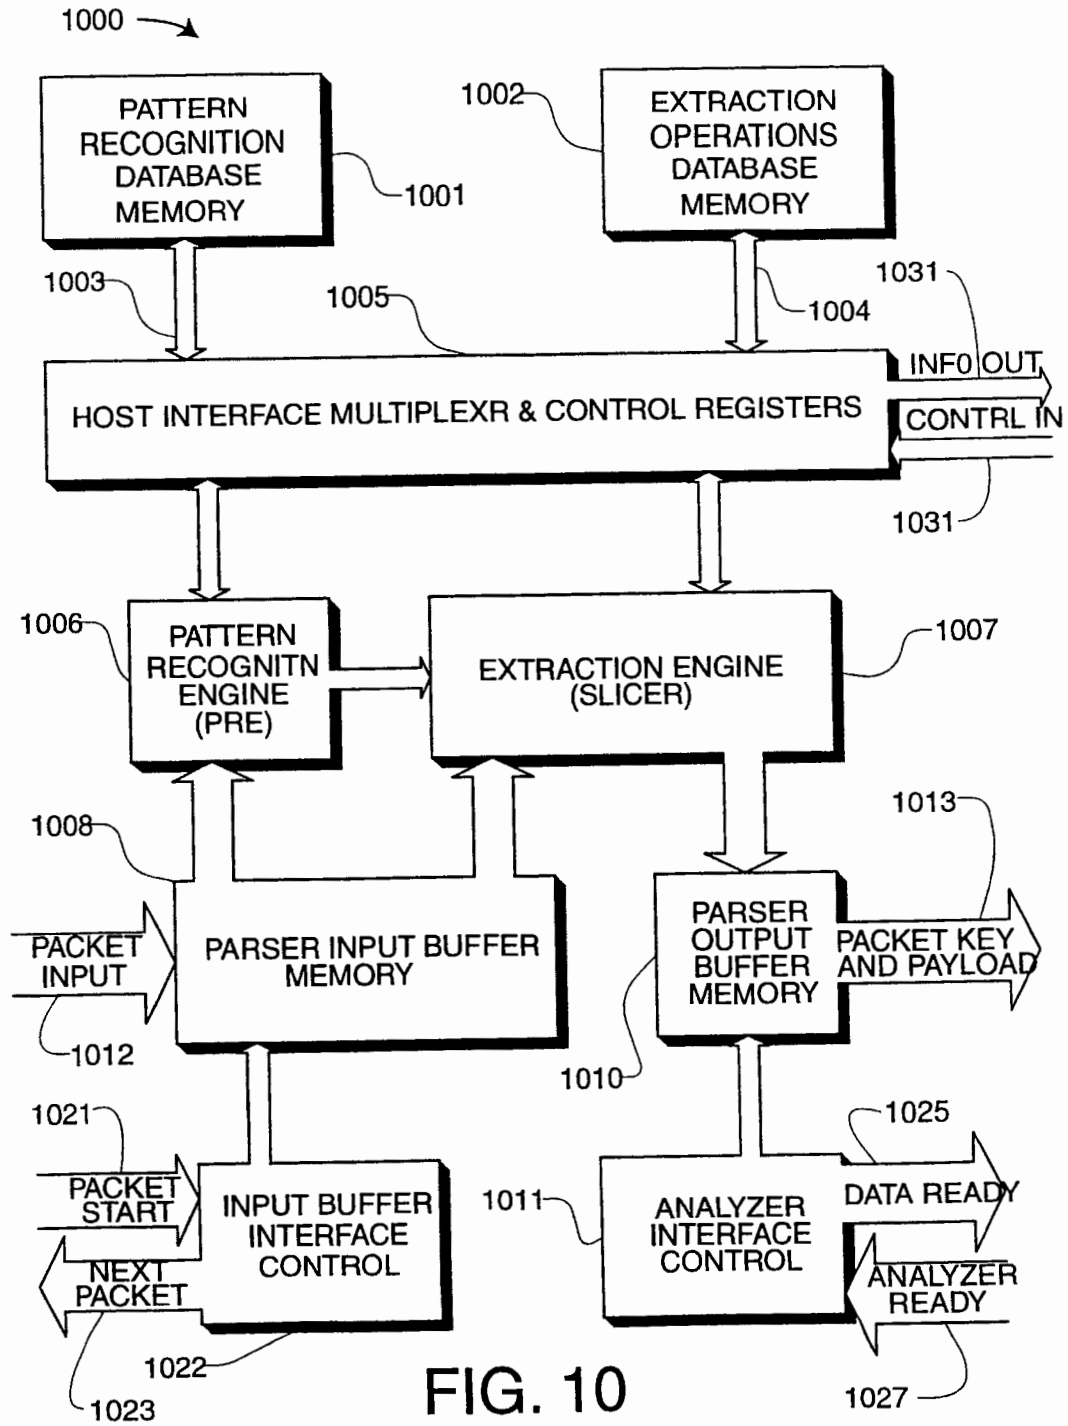 1000
PATTERN
RECOGNITION
DATABASE
MEMORY
1001
1002
EXTRACTION
OPERATIONS
DATABASE
MEMORY
1003
1005
1004
1031
HOST INTERFACE MULTIPLEXR & CONTROL REGISTERS
INF0 OUT
CONTRL IN
1031
1006
PATTERN
RECOGNITN
ENGINE
(PRE)
EXTRACTION ENGINE
(SLICER)
1007
1008
1013
PACKET
INPUT
PARSER INPUT BUFFER
MEMORY
PARSER
OUTPUT
BUFFER
MEMORY
PACKET KEY
AND PAYLOAD
1012
1010
1021
1025
PACKET
START
INPUT BUFFER
INTERFACE
CONTROL
1011
ANALYZER
INTERFACE
CONTROL
DATA READY
NEXT
PACKET
ANALYZER
READY
1022
1023
1027
FIG. 10